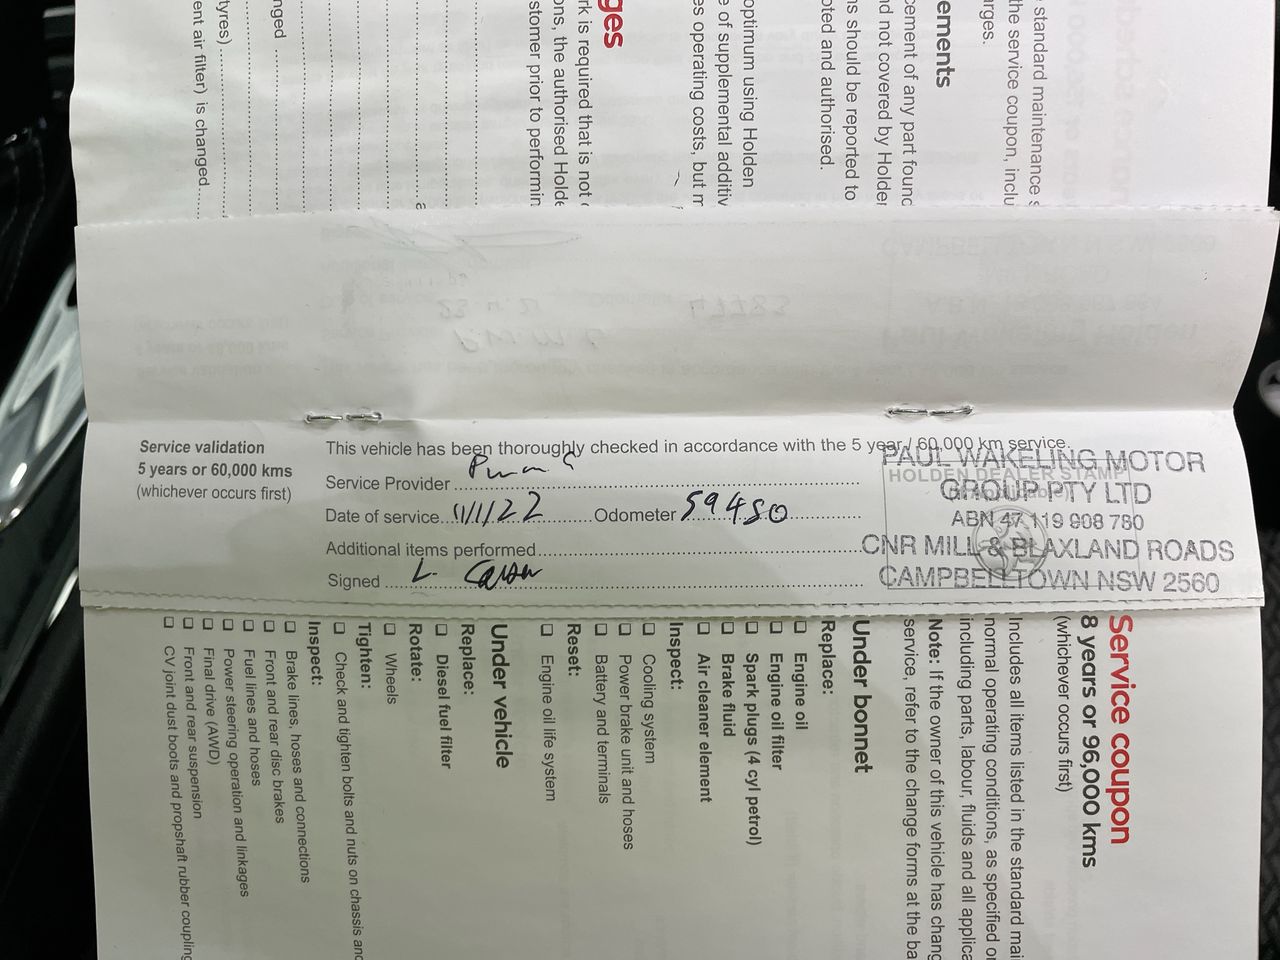 Service validation
5 years or 60,000 kms
(whichever occurs first)
This vehicle has been thoroughly checked in accordance with the 5 year / 60,000 km service.
Service Provider
Date of service 11/1/22 Odometer 59450
Additional items performed
Signed L.
HOLDEN DEALER STAMP
PAUL WAKELING MOTOR
GROUP PTY LTD
ABN 47 119 908 780
CNR MILL & BLAXLAND ROADS
CAMPBELLTOWN NSW 2560
Service coupon
8 years or 96,000 kms
(whichever occurs first)
Includes all items listed in the standard mai
normal operating conditions, as specified o
including parts, labour, fluids and all applica
Note: If the owner of this vehicle has chang
service, refer to the change forms at the ba
Under bonnet
Replace:
Engine oil
Engine oil filter
Spark plugs (4 cyl petrol)
Brake fluid
Air cleaner element
Inspect:
Cooling system
Power brake unit and hoses
Battery and terminals
Reset:
Engine oil life system
Under vehicle
Replace:
Diesel fuel filter
Rotate:
Wheels
Tighten:
Check and tighten bolts and nuts on chassis and
Inspect:
Brake lines, hoses and connections
Front and rear disc brakes
Fuel lines and hoses
Power steering operation and linkages
Final drive (AWD)
Front and rear suspension
CV joint dust boots and propshaft rubber coupling
standard maintenance s
the service coupon, inclu
arges.
ements
cement of any part found
nd not covered by Holden
ns should be reported to
oted and authorised.
optimum using Holden
e of supplemental additiv
es operating costs, but m
ges
rk is required that is not
ons, the authorised Holde
stomer prior to performin
nged
tyres)
ent air filter) is changed